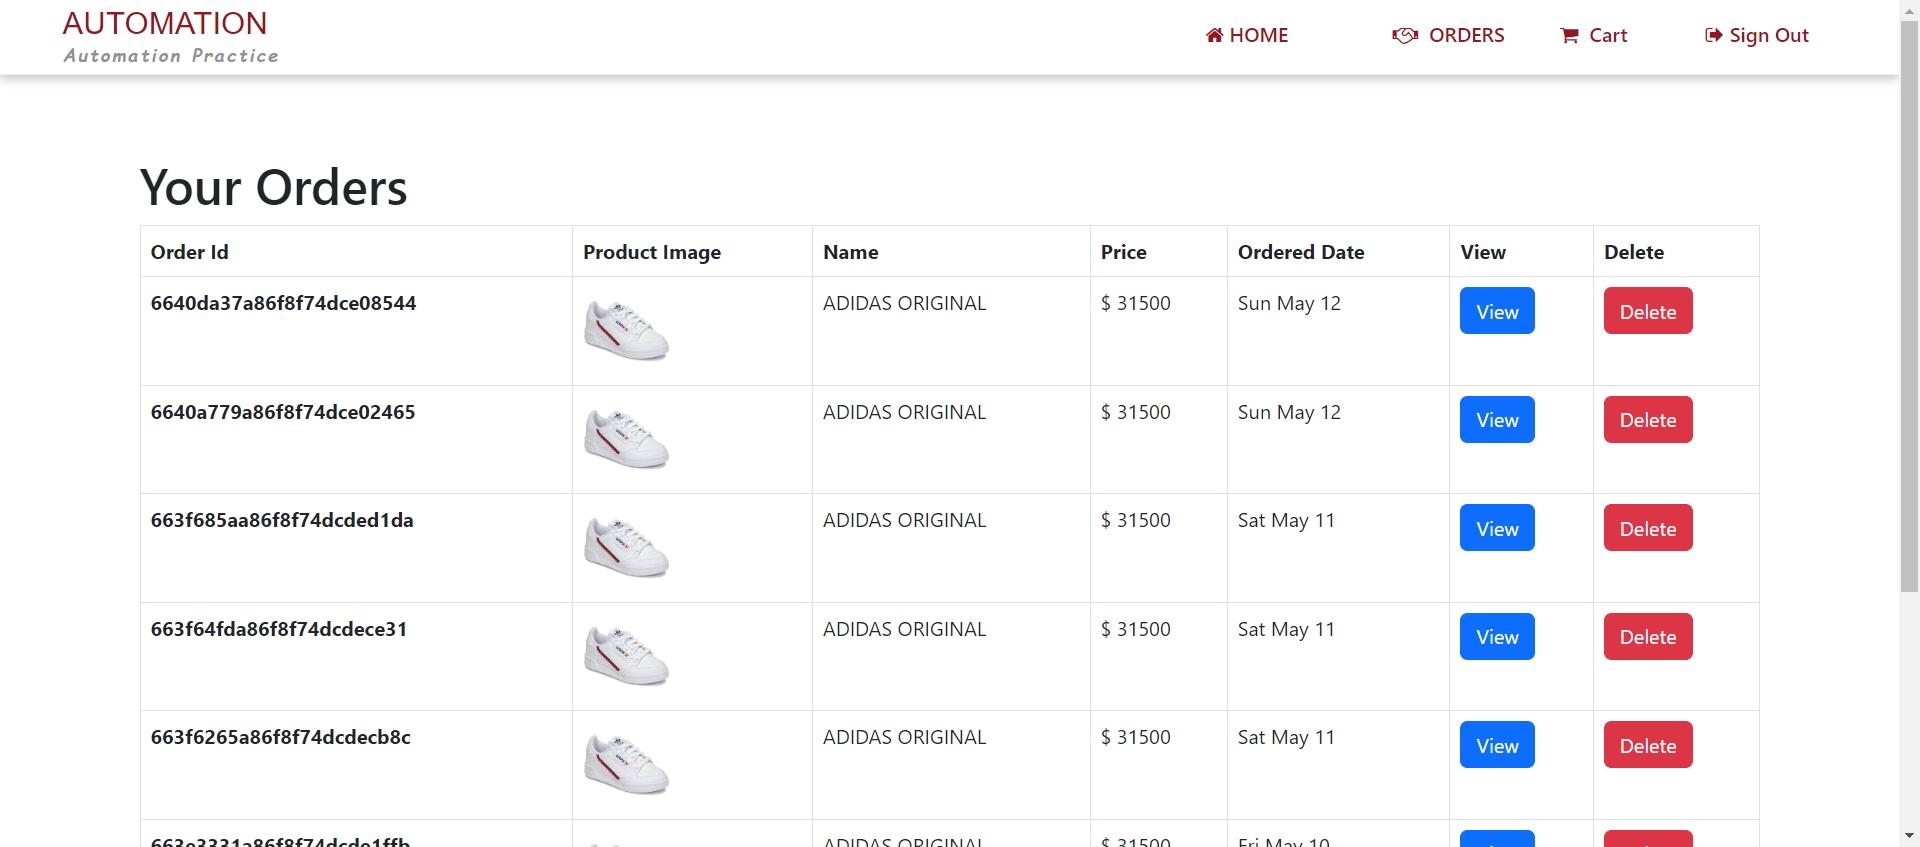 AUTOMATION
Automation Practice
HOME ORDERS Cart Sign Out
Your Orders
Order Id Product Image Name Price Ordered Date View Delete
6640da37a86f8f74dce08544 ADIDAS ORIGINAL $ 31500 Sun May 12 View Delete
6640a779a86f8f74dce02465 ADIDAS ORIGINAL $ 31500 Sun May 12 View Delete
663f685aa86f8f74dcded1da ADIDAS ORIGINAL $ 31500 Sat May 11 View Delete
663f64fda86f8f74dcdece31 ADIDAS ORIGINAL $ 31500 Sat May 11 View Delete
663f6265a86f8f74dcdecb8c ADIDAS ORIGINAL $ 31500 Sat May 11 View Delete
ADIDAS ORIGINAL $ 31500 Fri May 10